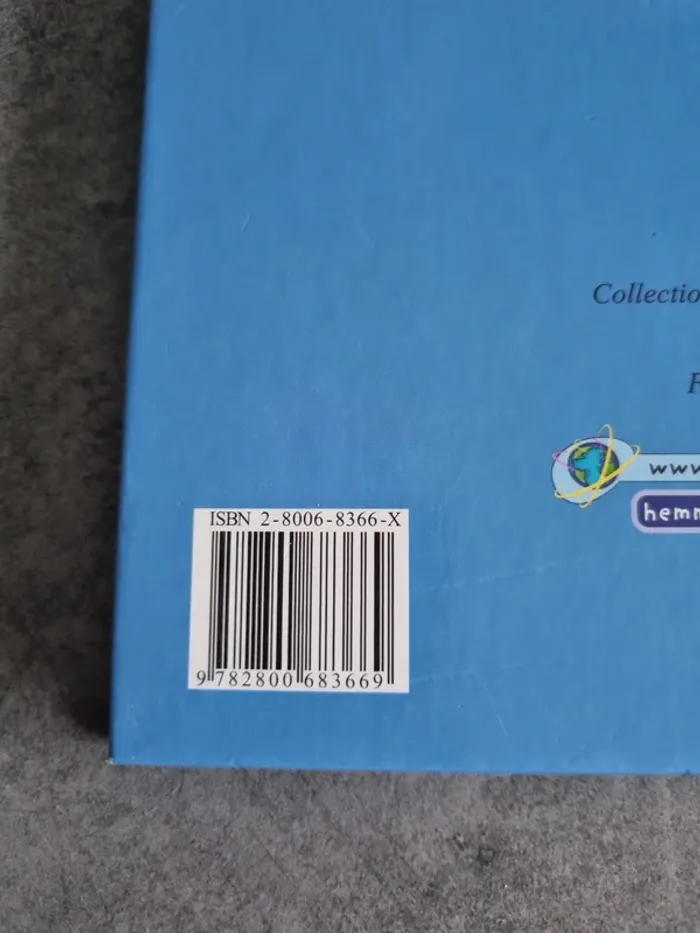 Collectio
F
www.
hemm
ISBN 2-8006-8366-X
9 782800 683669